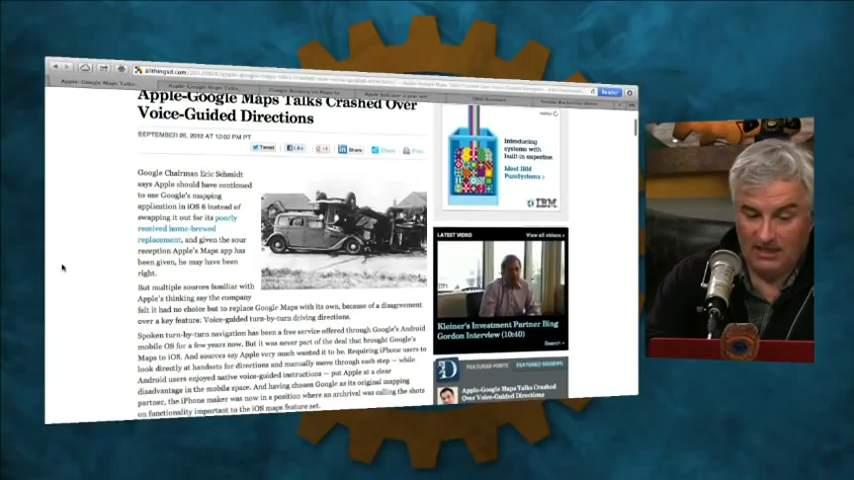 allthingsd.com
Reader
Apple-Google Maps Talks Crashed Over
Voice-Guided Directions
SEPTEMBER 26, 2012 AT 12:02 PM PT
Tweet
Like
+1
Share
Share
Print
Google Chairman Eric Schmidt
says Apple should have continued
to use Google's mapping
application in iOS 6 instead of
swapping it out for its poorly
received home-brewed
replacement, and given the sour
reception Apple's Maps app has
been given, he may have been
right.
But multiple sources familiar with
Apple's thinking say the company
felt it had no choice but to replace Google Maps with its own, because of a disagreement
over a key feature: Voice-guided turn-by-turn driving directions.
Spoken turn-by-turn navigation has been a free service offered through Google's Android
mobile OS for a few years now. But it was never part of the deal that brought Google's
Maps to iOS. And sources say Apple very much wanted it to be. Requiring iPhone users to
look directly at handsets for directions and manually move through each step — while
Android users enjoyed native voice-guided instructions — put Apple at a clear
disadvantage in the mobile space. And having chosen Google as its original mapping
partner, the iPhone maker was now in a position where an archrival was calling the shots
on functionality important to the iOS maps feature set.
Introducing
systems with
built-in expertise.
Meet IBM
PureSystems
IBM
LATEST VIDEO
View all videos
Kleiner's Investment Partner Bing
Gordon Interview (10:40)
Search
D
FEATURED POSTS
FEATURED VOICES
Apple-Google Maps Talks Crashed
Over Voice-Guided Directions